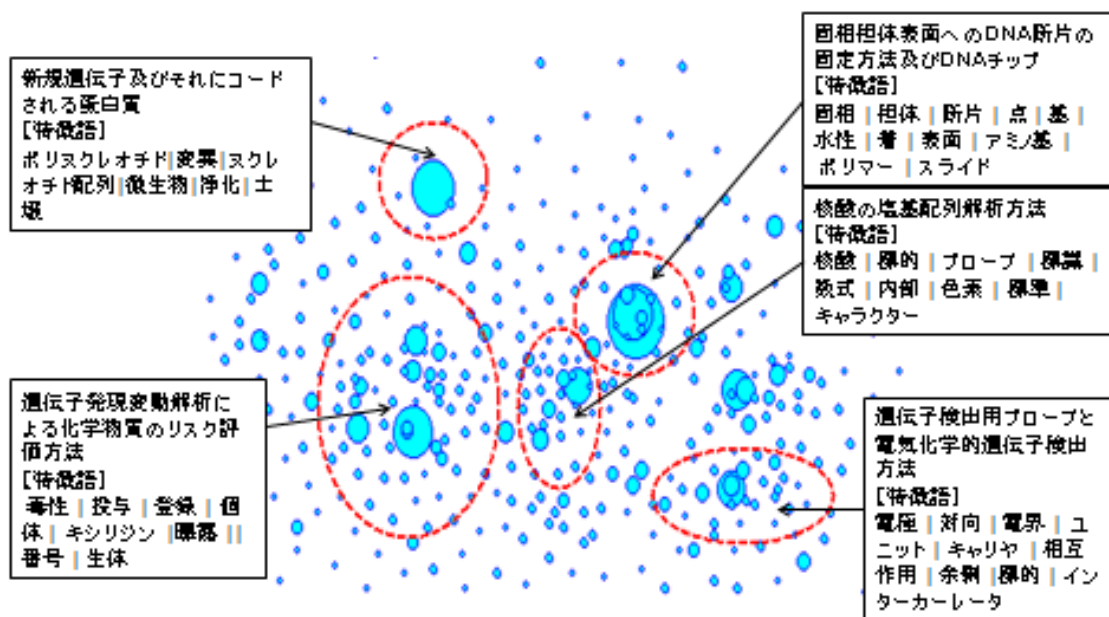 新規遺伝子及びそれにコード
される蛋白質
[特徴語]
ポリスクレオチド|変異|スクレ
オチド配列|微生物|浄化|土
壌
固相担体表面へのDNA断片の
固定方法及びDNAチップ
[特徴語]
固相 | 担体 | 断片 | 点 | 基 |
水性 | 着 | 表面 | アミノ基 |
ポリマー | スライド
核酸の塩基配列解析方法
[特徴語]
核酸 | 標的 | プローブ | 標識 |
数式 | 内部 | 色素 | 標準 |
キャラクター
遺伝子発現変動解析に
よる化学物質のリスク評
価方法
[特徴語]
毒性 | 投与 | 登録 | 個
体 | キシリジン |曝露 ||
番号 | 生体
遺伝子検出用プローブと
電気化学的遺伝子検出
方法
[特徴語]
電極 | 対向 | 電界 | ユ
ニット | キャリヤ | 相互
作用 | 余剰 | 標的 | イン
ターカーレータ